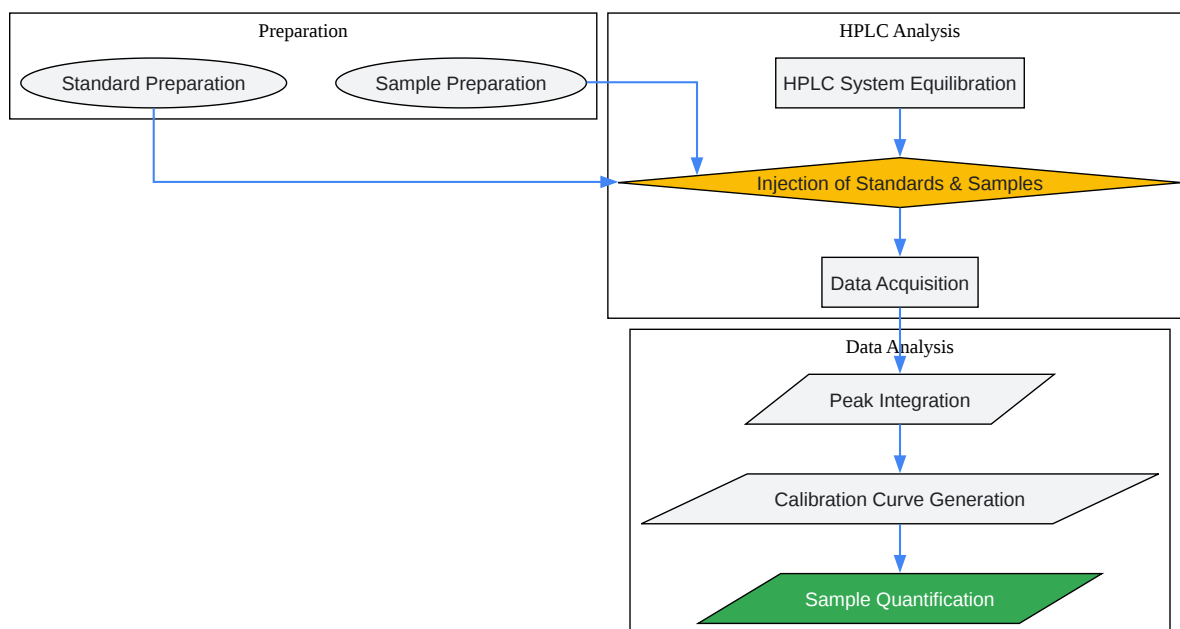 Preparation
Standard Preparation
Sample Preparation
HPLC Analysis
HPLC System Equilibration
Injection of Standards & Samples
Data Acquisition
Data Analysis
Peak Integration
Calibration Curve Generation
Sample Quantification